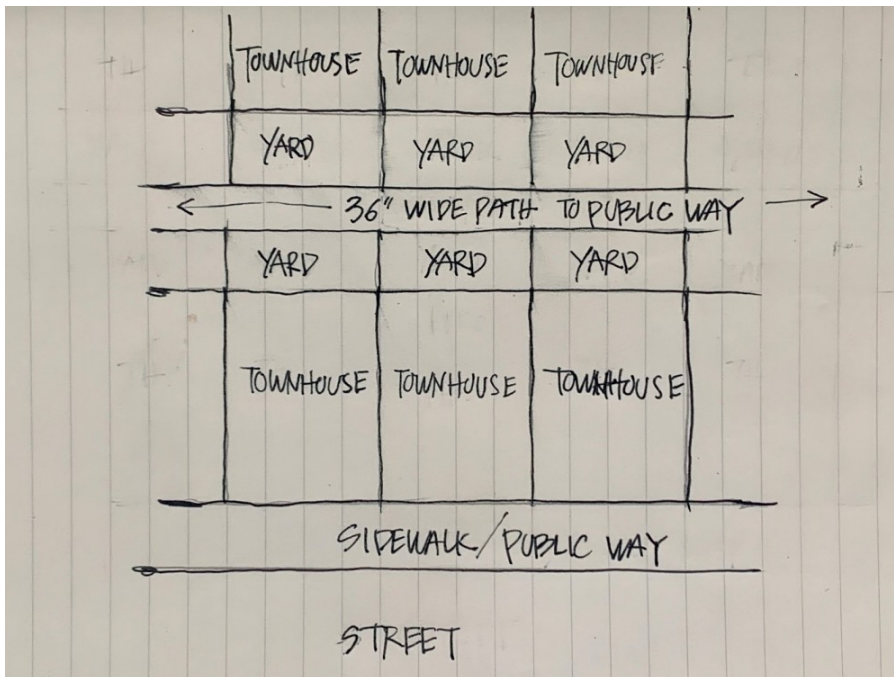 TOWNHOUSE TOWNHOUSE TOWNHOUSE
YARD YARD YARD
36" WIDE PATH TO PUBLIC WAY
YARD YARD YARD
TOWNHOUSE TOWNHOUSE TOWNHOUSE
SIDEWALK/PUBLIC WAY
STREET